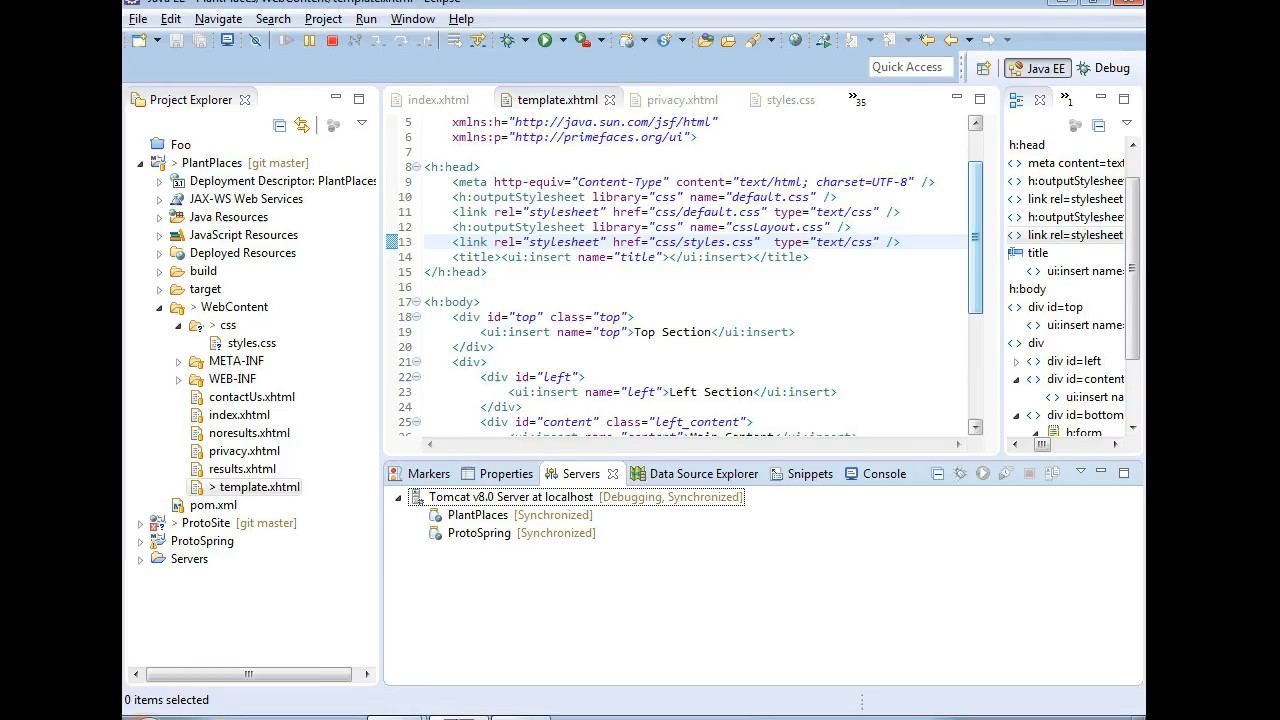 Java EE - PlantPlaces/WebContent/template.xhtml - Eclipse
File Edit Navigate Search Project Run Window Help
Quick Access
Java EE
Debug
Project Explorer
index.xhtml template.xhtml privacy.xhtml styles.css 35
1
Foo
> PlantPlaces [git master]
Deployment Descriptor: PlantPlaces
JAX-WS Web Services
Java Resources
JavaScript Resources
Deployed Resources
build
target
> WebContent
> css
styles.css
META-INF
WEB-INF
contactUs.xhtml
index.xhtml
noresults.xhtml
privacy.xhtml
results.xhtml
> template.xhtml
pom.xml
> ProtoSite [git master]
ProtoSpring
Servers
5 xmlns:h="http://java.sun.com/jsf/html"
6 xmlns:p="http://primefaces.org/ui">
7
8 <h:head>
9 <meta http-equiv="Content-Type" content="text/html; charset=UTF-8" />
10 <h:outputStylesheet library="css" name="default.css" />
11 <link rel="stylesheet" href="css/default.css" type="text/css" />
12 <h:outputStylesheet library="css" name="cssLayout.css" />
13 <link rel="stylesheet" href="css/styles.css" type="text/css" />
14 <title><ui:insert name="title"></ui:insert></title>
15 </h:head>
16
17 <h:body>
18 <div id="top" class="top">
19 <ui:insert name="top">Top Section</ui:insert>
20 </div>
21 <div>
22 <div id="left">
23 <ui:insert name="left">Left Section</ui:insert>
24 </div>
25 <div id="content" class="left_content">
h:head
meta content=text
h:outputStylesheet
link rel=stylesheet
h:outputStylesheet
link rel=stylesheet
title
ui:insert name=
h:body
div id=top
ui:insert name=
div
div id=left
div id=content
ui:insert na
div id=bottom
h:form
Markers Properties Servers Data Source Explorer Snippets Console
Tomcat v8.0 Server at localhost [Debugging, Synchronized]
PlantPlaces [Synchronized]
ProtoSpring [Synchronized]
0 items selected